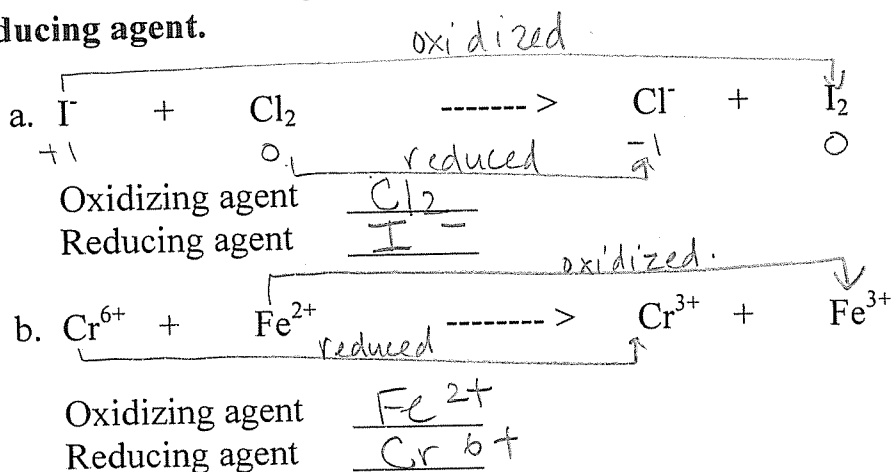 ducing agent.
oxidized
a. I⁻ + Cl₂ -------> Cl⁻ + I₂
+1 0 reduced -1 0
Oxidizing agent Cl₂
Reducing agent I⁻
oxidized.
b. Cr⁶⁺ + Fe²⁺ --------> Cr³⁺ + Fe³⁺
reduced
Oxidizing agent Fe 2+
Reducing agent Cr 6+